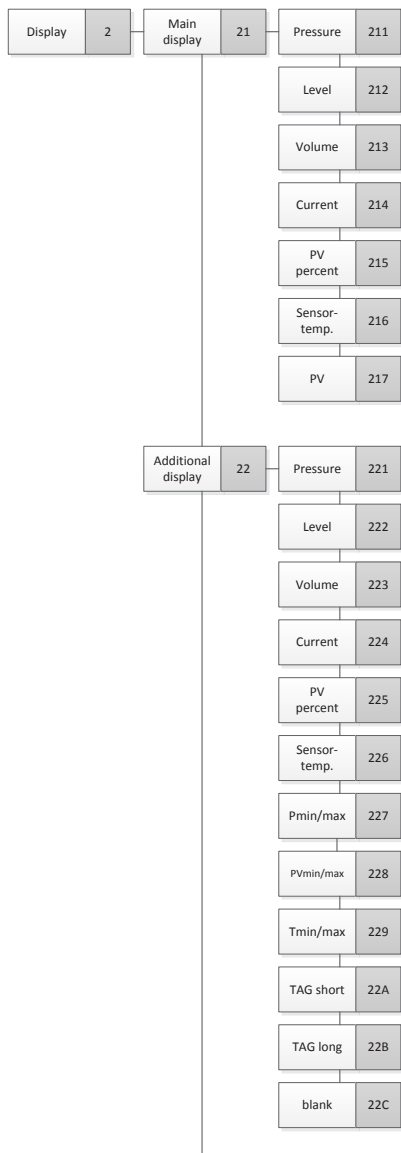 Display 2 Main display 21 Pressure 211
Level 212
Volume 213
Current 214
PV percent 215
Sensor-temp. 216
PV 217
Additional display 22 Pressure 221
Level 222
Volume 223
Current 224
PV percent 225
Sensor-temp. 226
Pmin/max 227
PVmin/max 228
Tmin/max 229
TAG short 22A
TAG long 22B
blank 22C